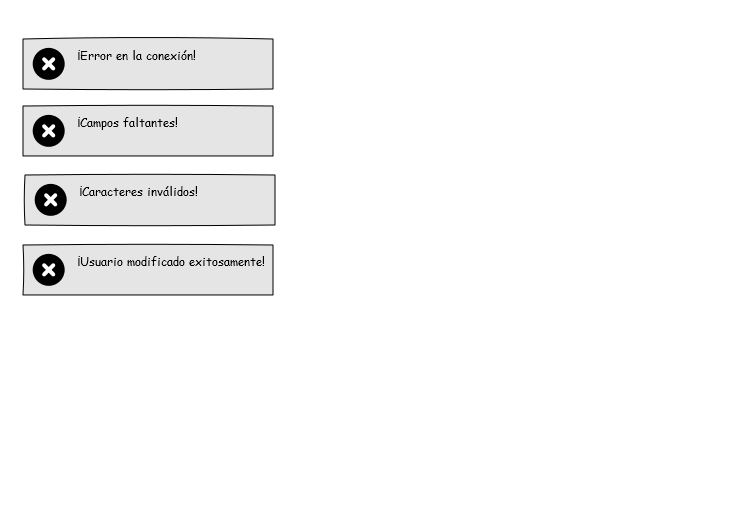 ¡Error en la conexión!
¡Campos faltantes!
¡Caracteres inválidos!
¡Usuario modificado exitosamente!